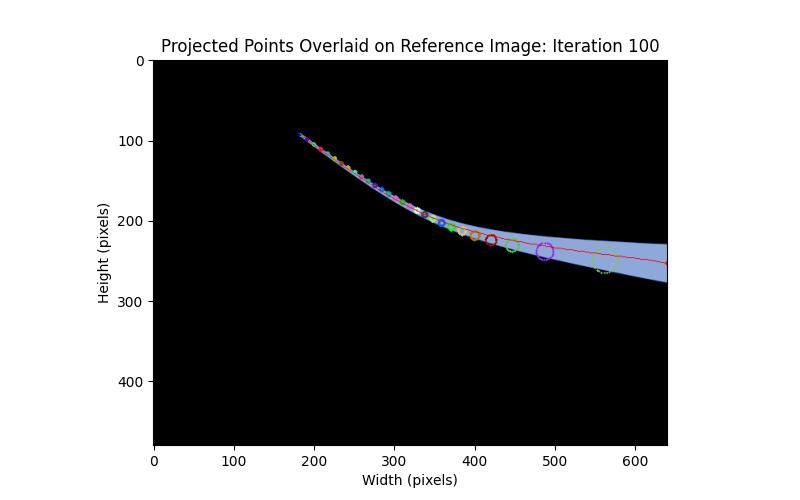 Projected Points Overlaid on Reference Image: Iteration 100
0
100
200
300
400
Height (pixels)
0 100 200 300 400 500 600
Width (pixels)